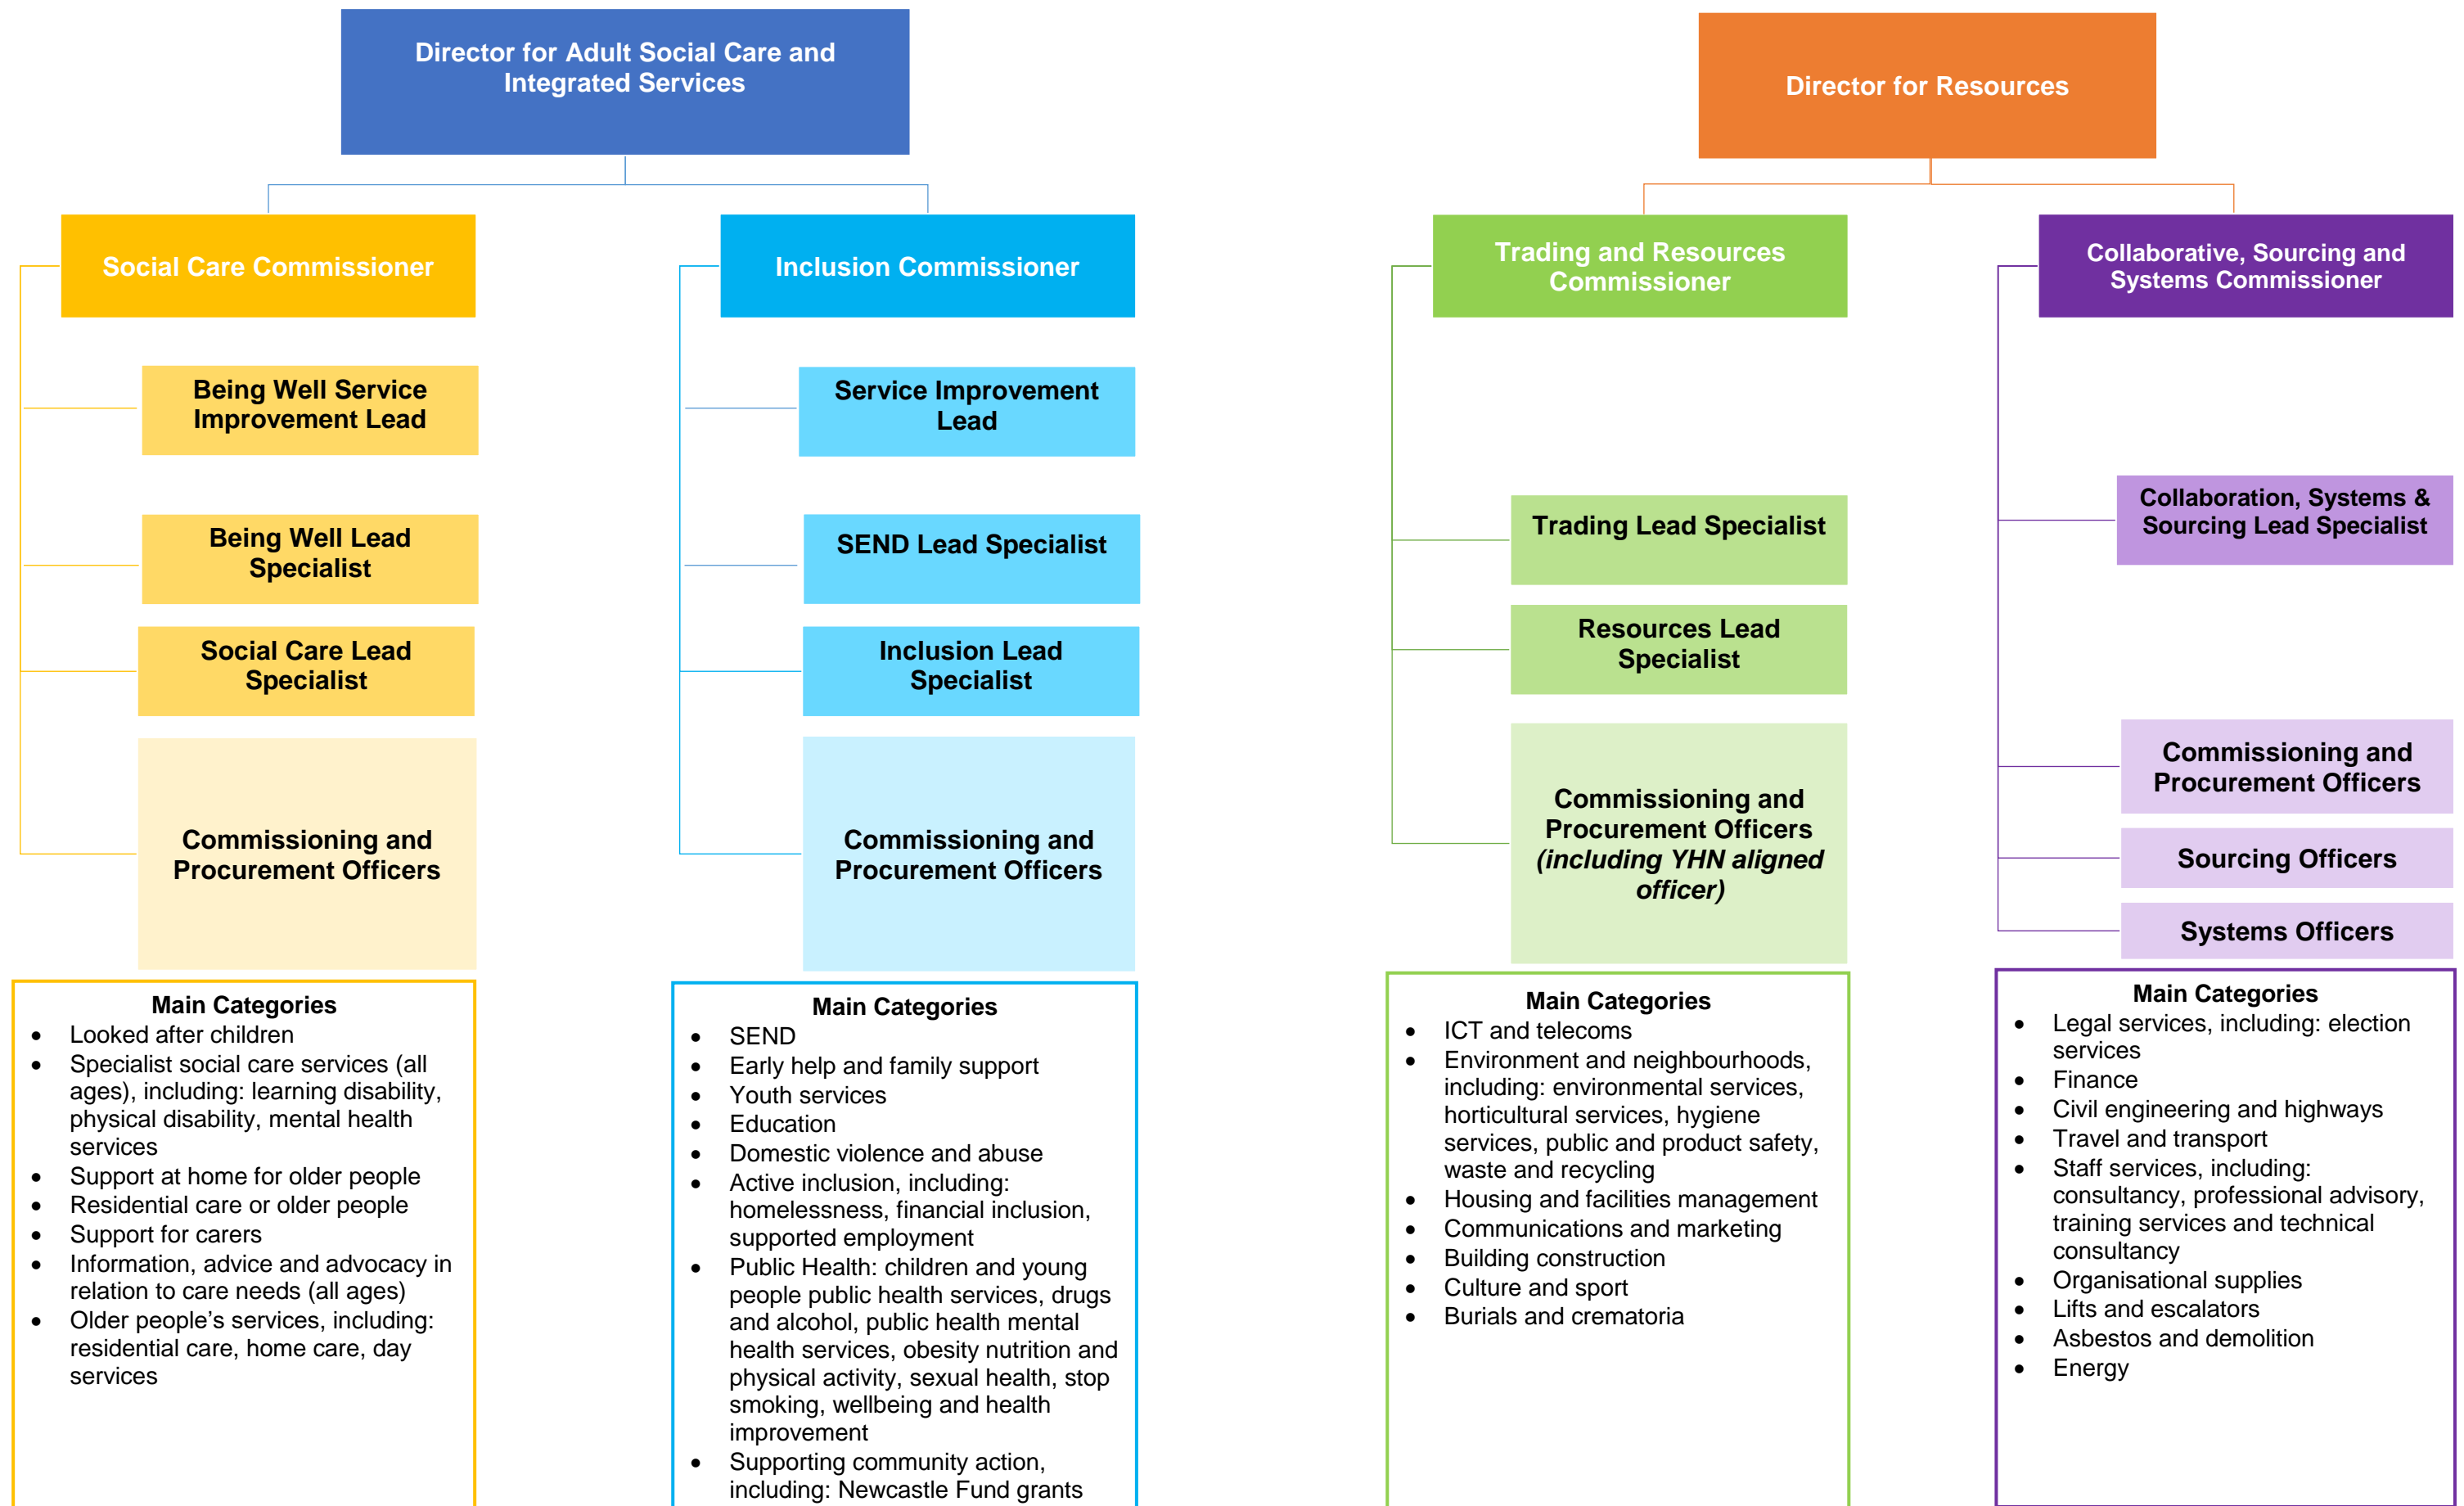 Director for Adult Social Care and
Integrated Services
Director for Resources
Social Care Commissioner
Being Well Service
Improvement Lead
Being Well Lead
Specialist
Social Care Lead
Specialist
Commissioning and
Procurement Officers
Main Categories
• Looked after children
• Specialist social care services (all
ages), including: learning disability,
physical disability, mental health
services
• Support at home for older people
• Residential care or older people
• Support for carers
• Information, advice and advocacy in
relation to care needs (all ages)
• Older people’s services, including:
residential care, home care, day
services
Inclusion Commissioner
Service Improvement
Lead
SEND Lead Specialist
Inclusion Lead
Specialist
Commissioning and
Procurement Officers
Main Categories
• SEND
• Early help and family support
• Youth services
• Education
• Domestic violence and abuse
• Active inclusion, including:
homelessness, financial inclusion,
supported employment
• Public Health: children and young
people public health services, drugs
and alcohol, public health mental
health services, obesity nutrition and
physical activity, sexual health, stop
smoking, wellbeing and health
improvement
• Supporting community action,
including: Newcastle Fund grants
Trading and Resources
Commissioner
Trading Lead Specialist
Resources Lead
Specialist
Commissioning and
Procurement Officers
(including YHN aligned
officer)
Main Categories
• ICT and telecoms
• Environment and neighbourhoods,
including: environmental services,
horticultural services, hygiene
services, public and product safety,
waste and recycling
• Housing and facilities management
• Communications and marketing
• Building construction
• Culture and sport
• Burials and crematoria
Collaborative, Sourcing and
Systems Commissioner
Collaboration, Systems &
Sourcing Lead Specialist
Commissioning and
Procurement Officers
Sourcing Officers
Systems Officers
Main Categories
• Legal services, including: election
services
• Finance
• Civil engineering and highways
• Travel and transport
• Staff services, including:
consultancy, professional advisory,
training services and technical
consultancy
• Organisational supplies
• Lifts and escalators
• Asbestos and demolition
• Energy